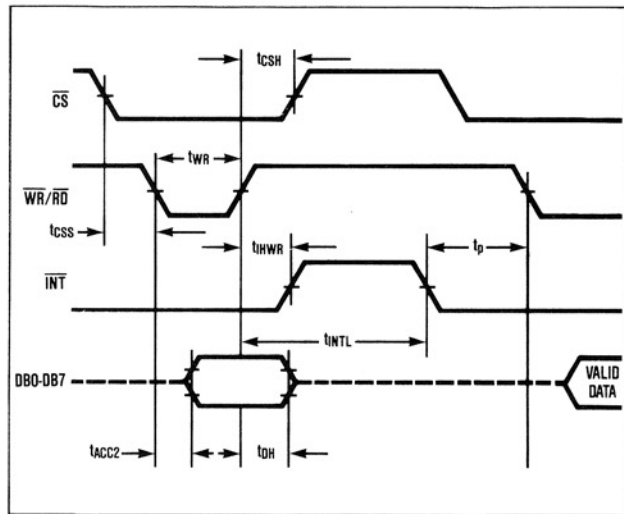 tCSH
CS
tWR
WR/RD
tCSS
tIHWR
tp
INT
tINTL
DB0-DB7
VALID
DATA
tACC2
tDH